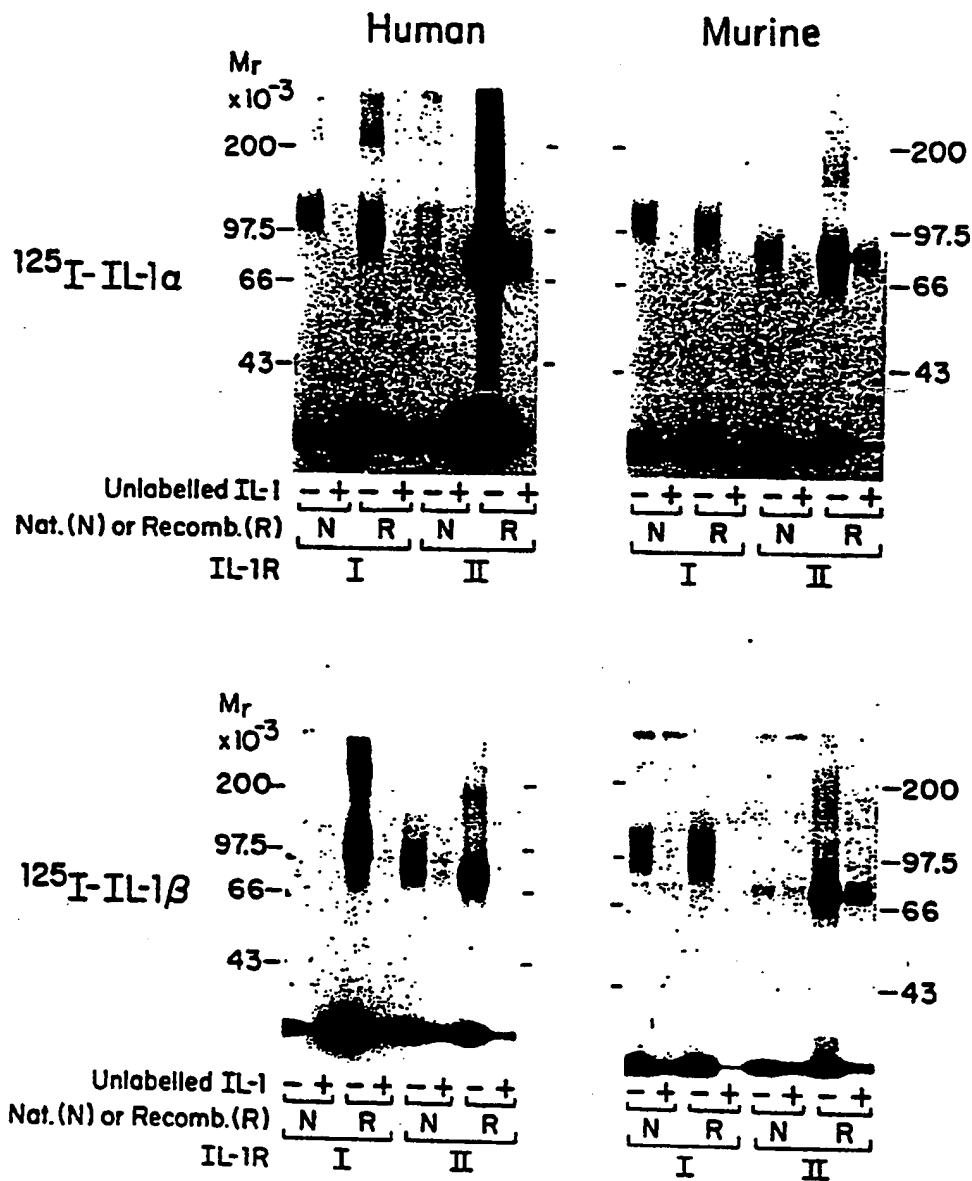 Human Murine
Mr
x10⁻³
200– –200
97.5– –97.5
¹²⁵I-IL-1α
66– –66
43– –43
Unlabelled IL-1 – + – + – + – + – + – + – + – +
Nat.(N) or Recomb.(R) N R N R N R N R
IL-1R I II I II
Mr
x10⁻³
200– –200
97.5– –97.5
¹²⁵I-IL-1β
66– –66
43– –43
Unlabelled IL-1 – + – + – + – + – + – + – + – +
Nat.(N) or Recomb.(R) N R N R N R N R
IL-1R I II I II